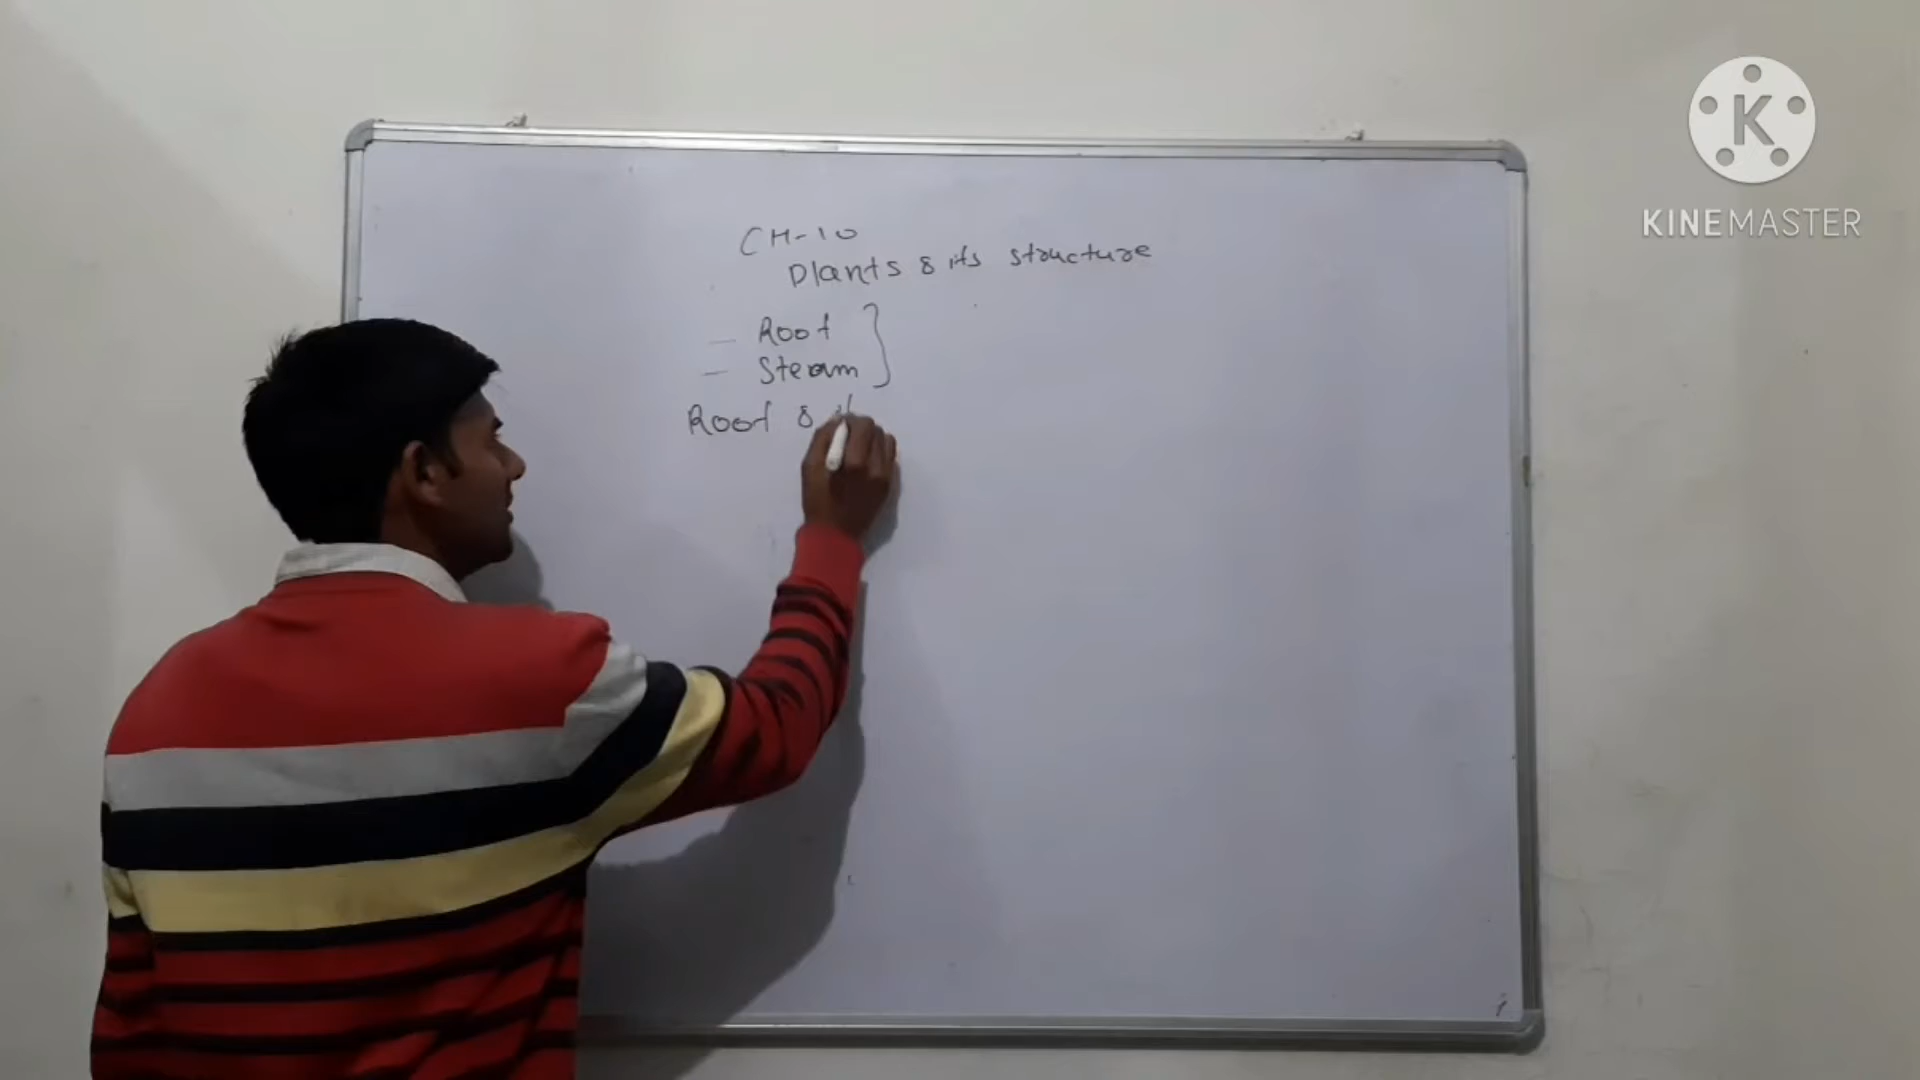 CH-10
Plants & its structure
- Root
- Steam
Root &
K
KINEMASTER